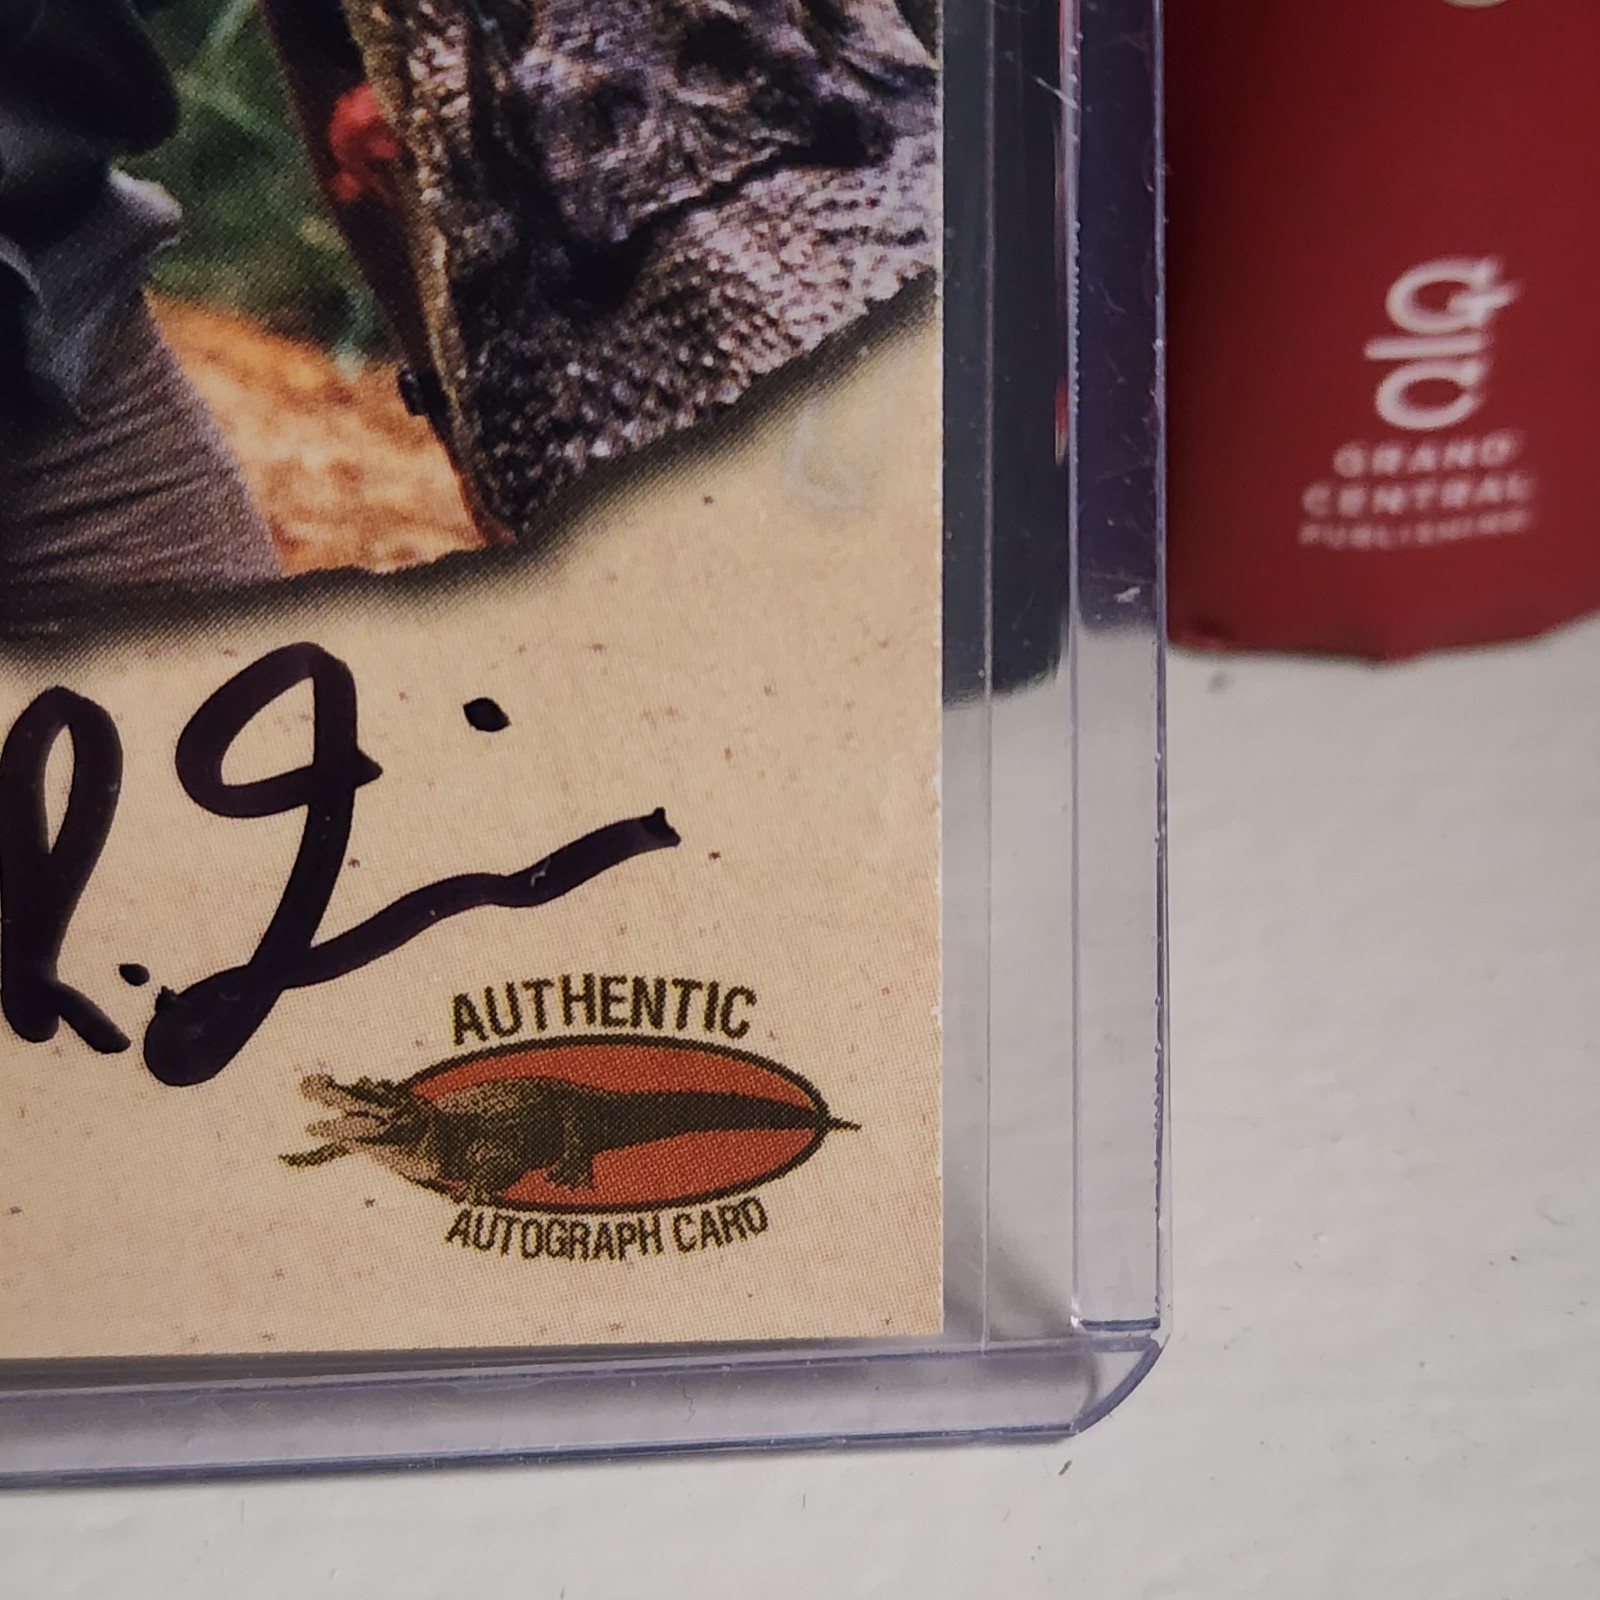 GRAND
CENTRAL
PUBLISHING
AUTHENTIC
AUTOGRAPH CARD